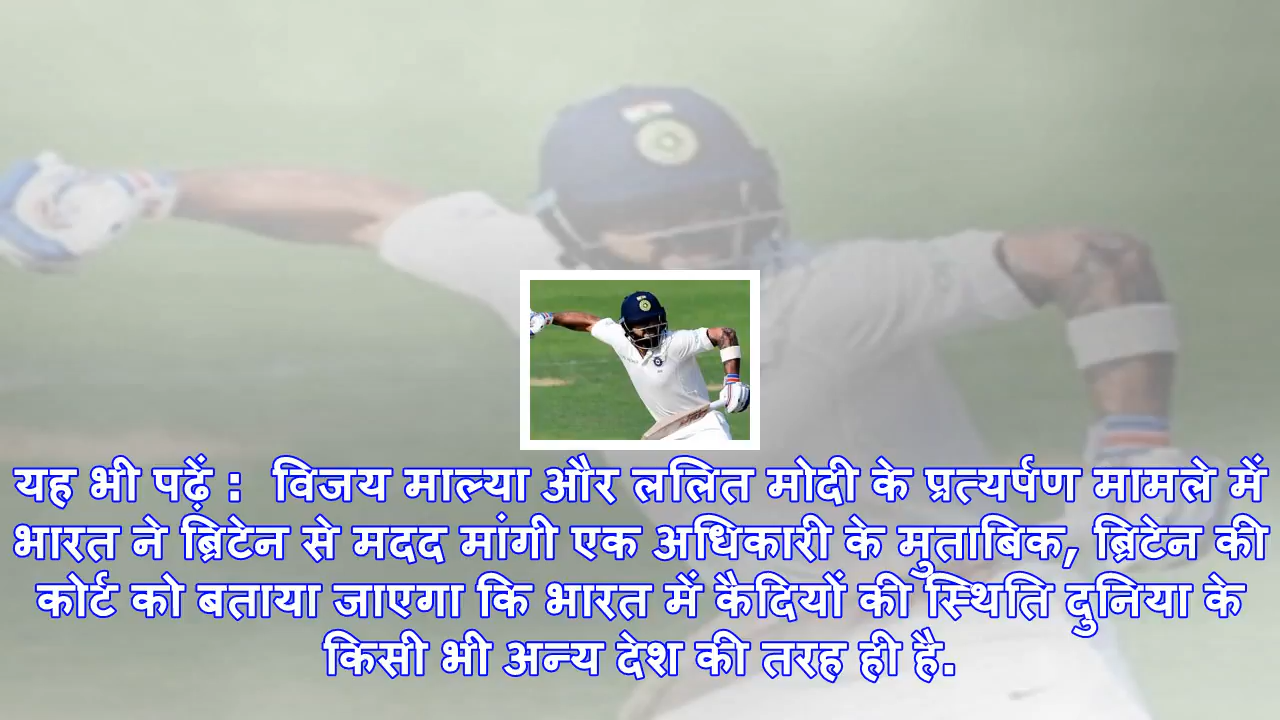 यह भी पढ़ें :  विजय माल्या और ललित मोदी के प्रत्यर्पण मामले में
भारत ने ब्रिटेन से मदद मांगी एक अधिकारी के मुताबिक, ब्रिटेन की
कोर्ट को बताया जाएगा कि भारत में कैदियों की स्थिति दुनिया के
किसी भी अन्य देश की तरह ही है.